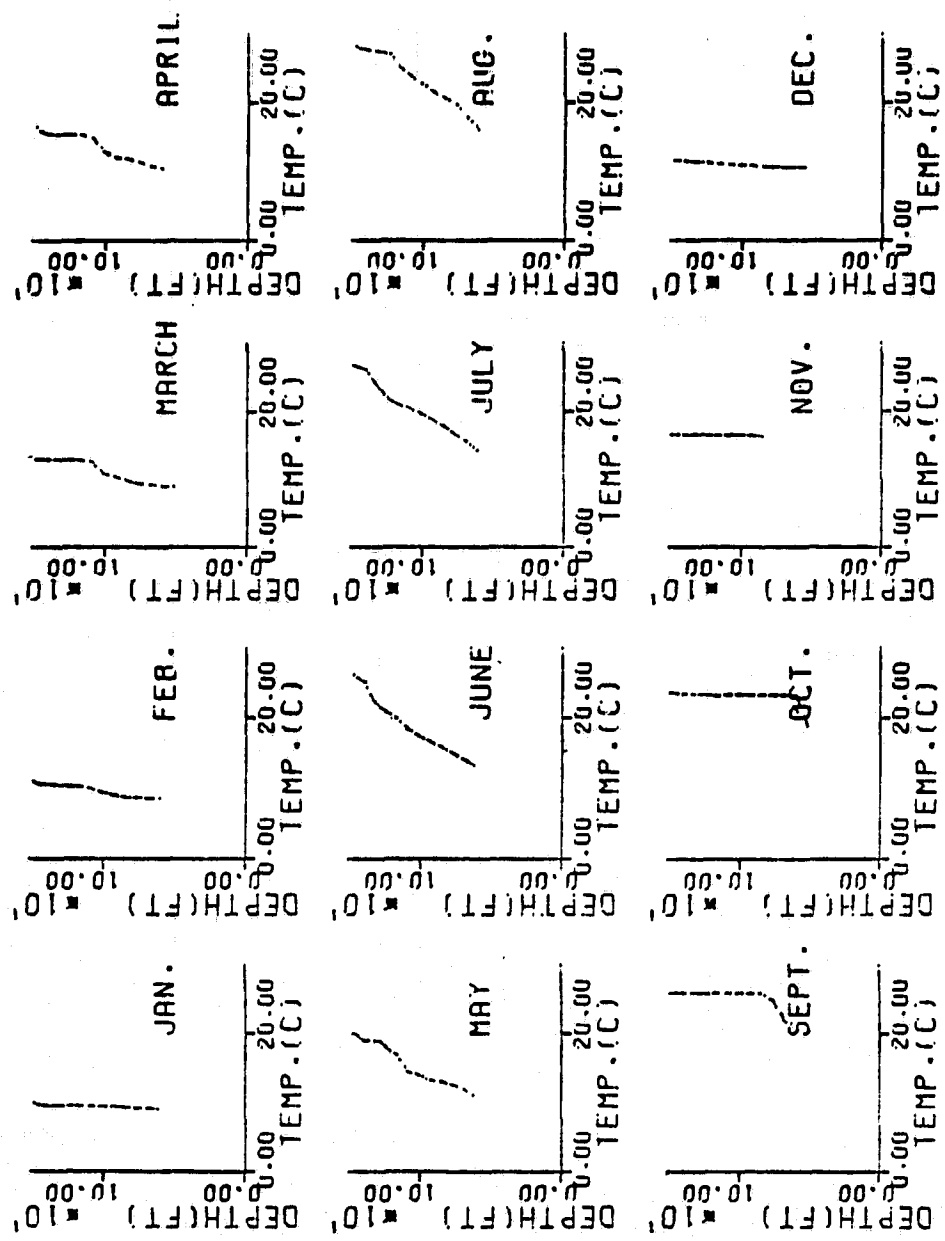 JAN.
DEPTH(FT) *10¹
0.00 10.00
0.00 20.00
TEMP.(C)
FEB.
DEPTH(FT) *10¹
0.00 10.00
0.00 20.00
TEMP.(C)
MARCH
DEPTH(FT) *10¹
0.00 10.00
0.00 20.00
TEMP.(C)
APRIL
DEPTH(FT) *10¹
0.00 10.00
0.00 20.00
TEMP.(C)
MAY
DEPTH(FT) *10¹
0.00 10.00
0.00 20.00
TEMP.(C)
JUNE
DEPTH(FT) *10¹
0.00 10.00
0.00 20.00
TEMP.(C)
JULY
DEPTH(FT) *10¹
0.00 10.00
0.00 20.00
TEMP.(C)
AUG.
DEPTH(FT) *10¹
0.00 10.00
0.00 20.00
TEMP.(C)
SEPT.
DEPTH(FT) *10¹
0.00 10.00
0.00 20.00
TEMP.(C)
OCT.
DEPTH(FT) *10¹
0.00 10.00
0.00 20.00
TEMP.(C)
NOV.
DEPTH(FT) *10¹
0.00 10.00
0.00 20.00
TEMP.(C)
DEC.
DEPTH(FT) *10¹
0.00 10.00
0.00 20.00
TEMP.(C)